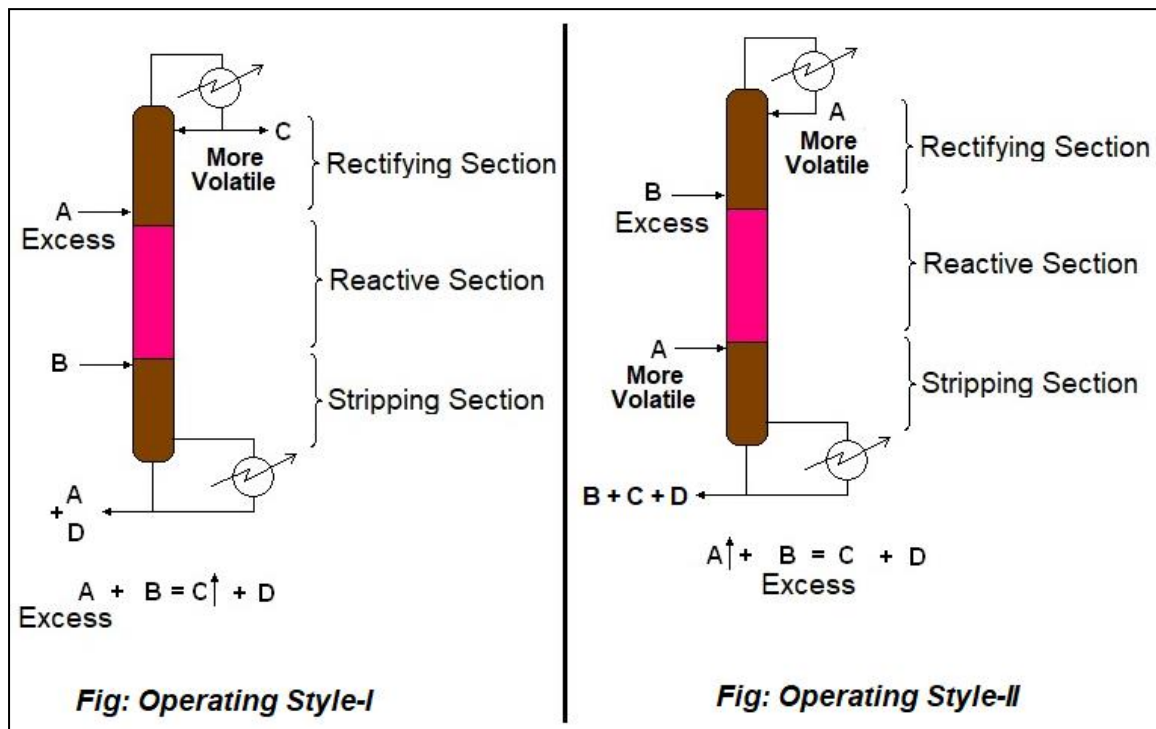 C
More
Volatile
Rectifying Section
A
Excess
Reactive Section
B
Stripping Section
A
+
D
A + B = C↑ + D
Excess
Fig: Operating Style-I
A
More
Volatile
Rectifying Section
B
Excess
Reactive Section
A
More
Volatile
Stripping Section
B + C + D
A↑ + B = C + D
Excess
Fig: Operating Style-II